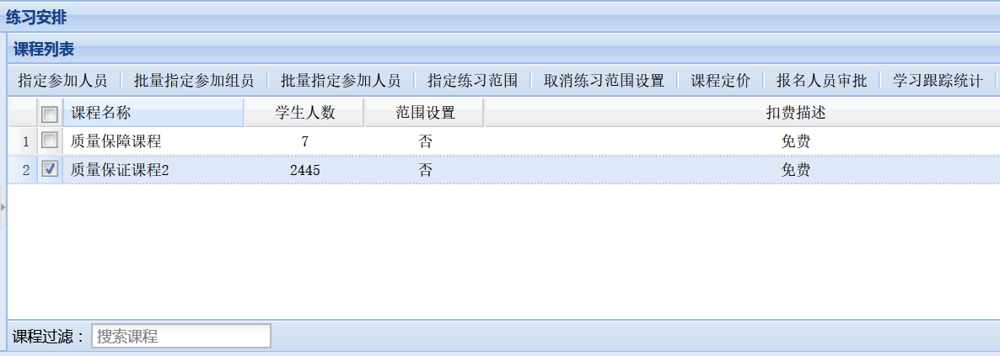 练习安排
课程列表
指定参加人员 批量指定参加组员 批量指定参加人员 指定练习范围 取消练习范围设置 课程定价 报名人员审批 学习跟踪统计
课程名称 学生人数 范围设置 扣费描述
1 质量保障课程 7 否 免费
2 质量保证课程2 2445 否 免费
课程过滤： 搜索课程